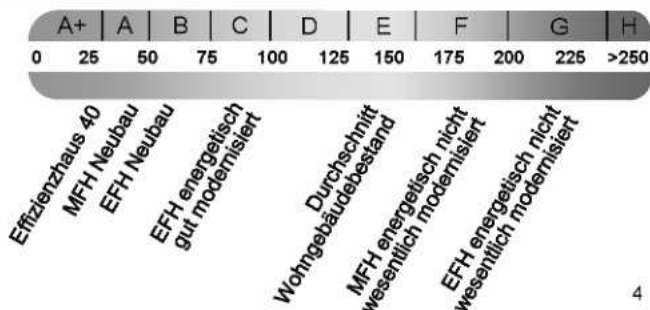 A+ A B C D E F G H
0 25 50 75 100 125 150 175 200 225 >250
Effizienzhaus 40
MFH Neubau
EFH Neubau
EFH energetisch
gut modernisiert
Durchschnitt
Wohngebäudebestand
MFH energetisch nicht
wesentlich modernisiert
EFH energetisch nicht
wesentlich modernisiert
4